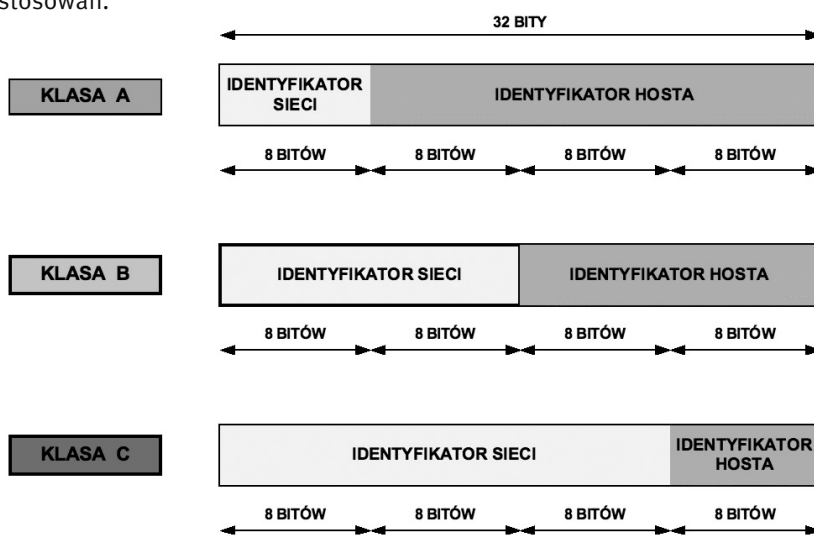 stosowań.
32 BITY
KLASA A
IDENTYFIKATOR
SIECI
IDENTYFIKATOR HOSTA
8 BITÓW 8 BITÓW 8 BITÓW 8 BITÓW
KLASA B
IDENTYFIKATOR SIECI
IDENTYFIKATOR HOSTA
8 BITÓW 8 BITÓW 8 BITÓW 8 BITÓW
KLASA C
IDENTYFIKATOR SIECI
IDENTYFIKATOR
HOSTA
8 BITÓW 8 BITÓW 8 BITÓW 8 BITÓW